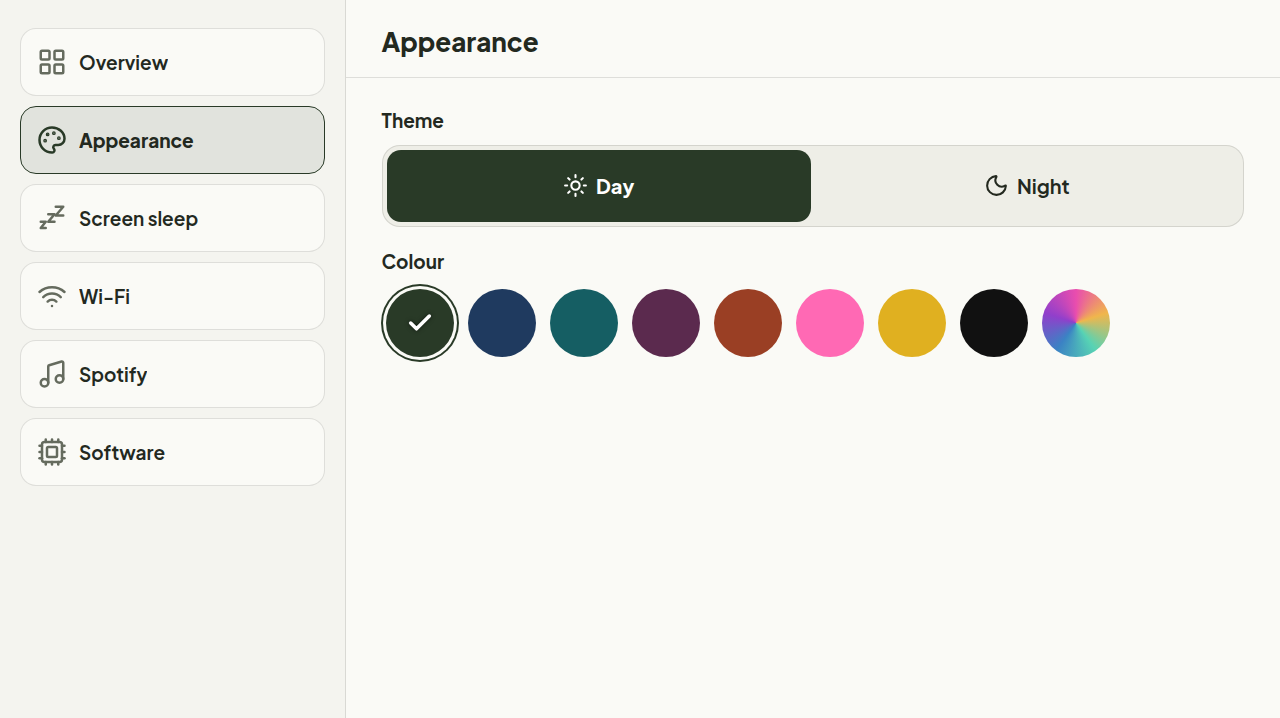 Overview
Appearance
Screen sleep
Wi-Fi
Spotify
Software
Appearance
Theme
Day
Night
Colour